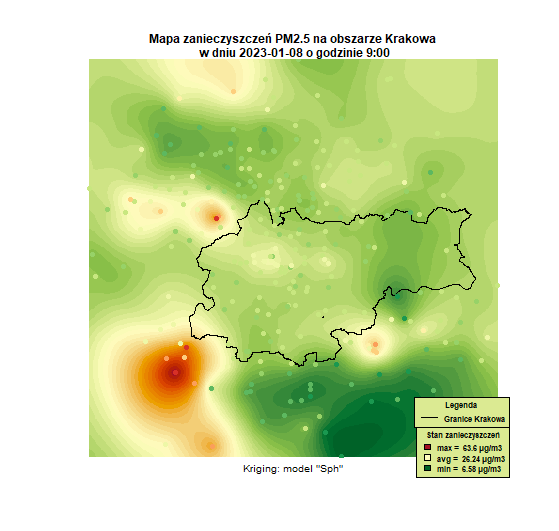 Mapa zanieczyszczeń PM2.5 na obszarze Krakowa
w dniu 2023-01-08 o godzinie 9:00
Legenda
Granice Krakowa
Stan zanieczyszczeń
max = 63.6 µg/m3
avg = 26.24 µg/m3
min = 6.58 µg/m3
Kriging: model "Sph"